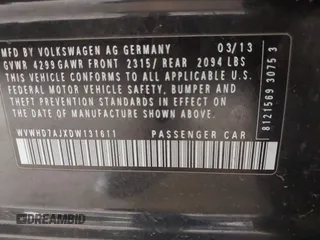 MFD BY VOLKSWAGEN AG GERMANY 03/13
GVWR 4299GAWR FRONT 2315/ REAR 2094 LBS
THIS VEHICLE CONFORMS TO ALL APPLICABLE U.S.
FEDERAL MOTOR VEHICLE SAFETY, BUMPER AND
THEFT PREVENTION STANDARDS IN EFFECT ON THE
DATE OF MANUFACTURE SHOWN ABOVE.
WVWHD7AJXDW131611 PASSENGER CAR
8121569 3075 3
DREAMBID